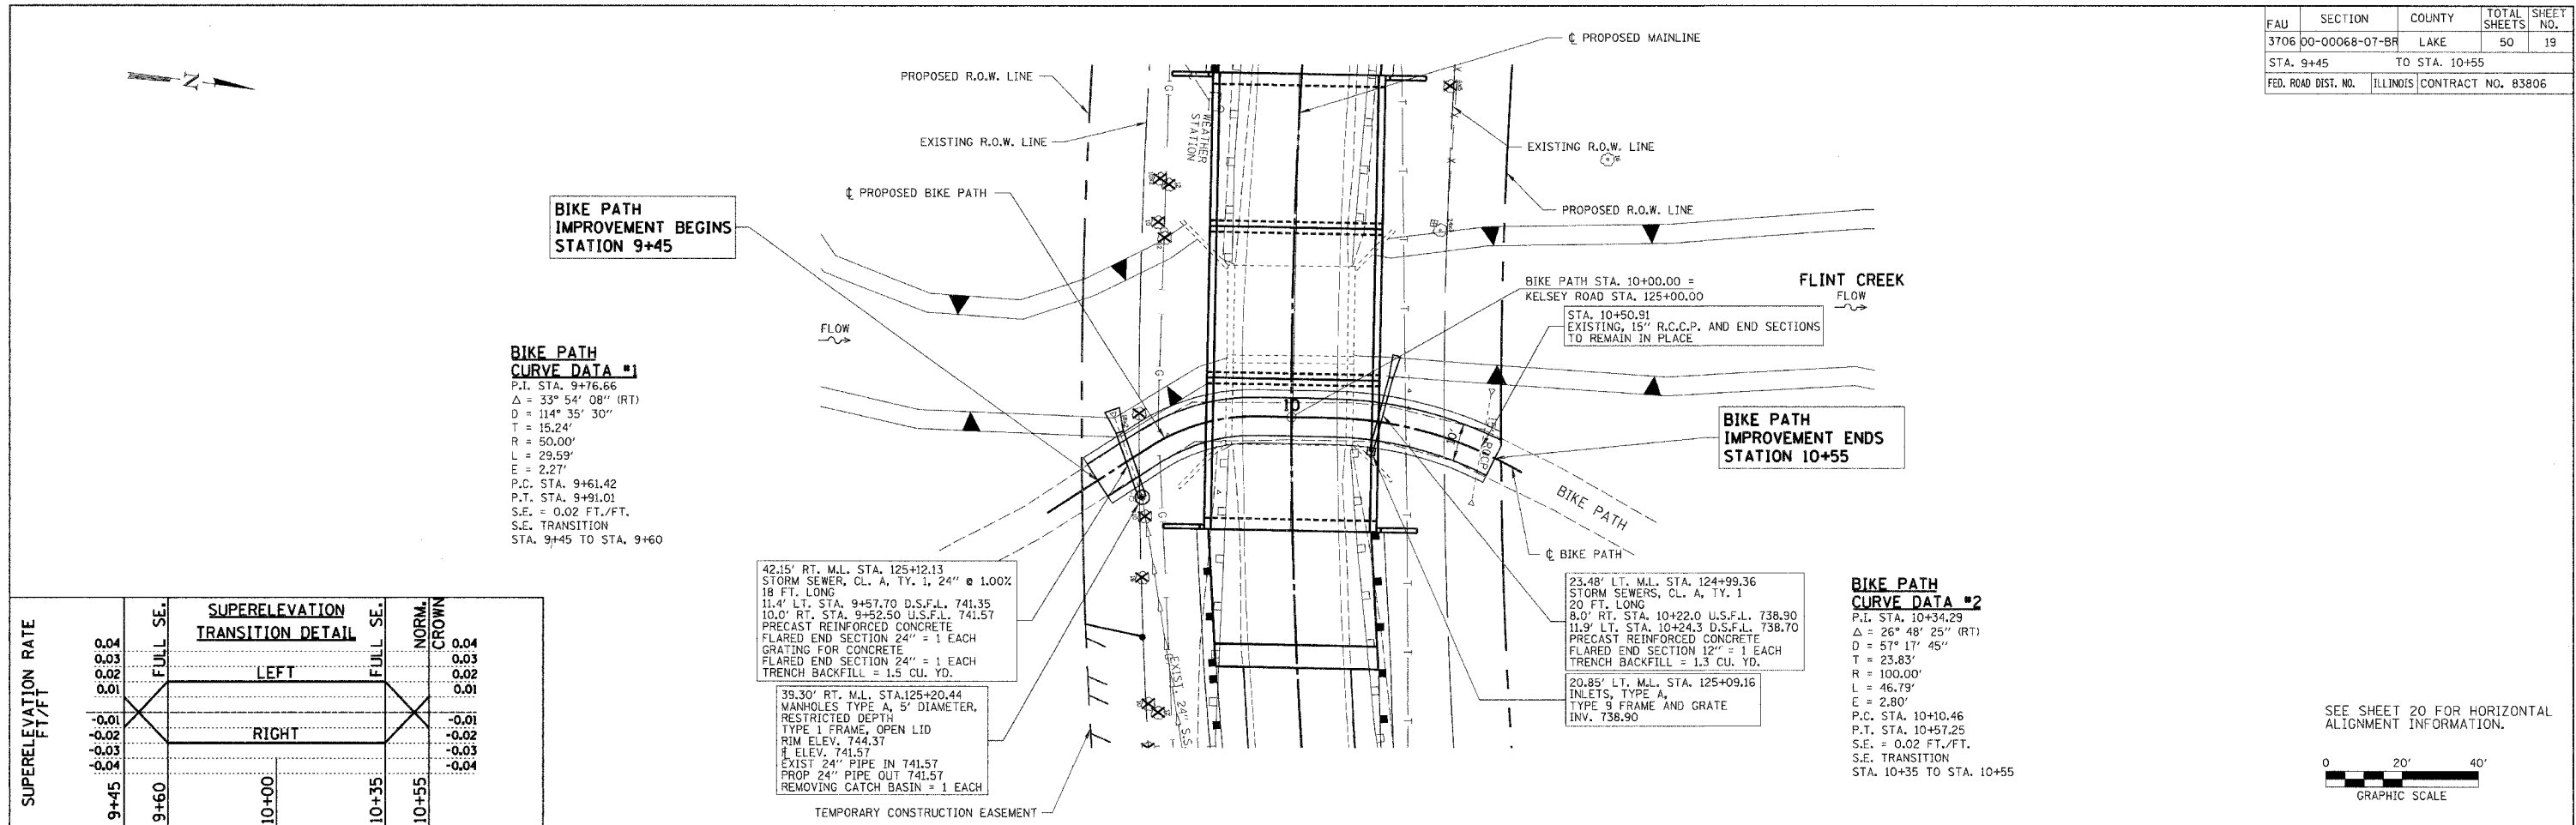 FAU SECTION COUNTY TOTAL SHEETS SHEET NO.
3706 00-00068-07-BR LAKE 50 19
STA. 9+45 TO STA. 10+55
FED. ROAD DIST. NO. ILLINOIS CONTRACT NO. 83806
N
℄ PROPOSED MAINLINE
PROPOSED R.O.W. LINE
EXISTING R.O.W. LINE
WEATHER
STATION
EXISTING R.O.W. LINE
℄ PROPOSED BIKE PATH
PROPOSED R.O.W. LINE
BIKE PATH
IMPROVEMENT BEGINS
STATION 9+45
BIKE PATH STA. 10+00.00 =
KELSEY ROAD STA. 125+00.00
FLINT CREEK
FLOW
STA. 10+50.91
EXISTING, 15'' R.C.C.P. AND END SECTIONS
TO REMAIN IN PLACE
FLOW
BIKE PATH
CURVE DATA #1
P.I. STA. 9+76.66
Δ = 33° 54' 08'' (RT)
D = 114° 35' 30''
T = 15.24'
R = 50.00'
L = 29.59'
E = 2.27'
P.C. STA. 9+61.42
P.T. STA. 9+91.01
S.E. = 0.02 FT./FT.
S.E. TRANSITION
STA. 9+45 TO STA. 9+60
10
10'
BIKE PATH
IMPROVEMENT ENDS
STATION 10+55
BIKE PATH
℄ BIKE PATH
42.15' RT. M.L. STA. 125+12.13
STORM SEWER, CL. A, TY. 1, 24'' @ 1.00%
18 FT. LONG
11.4' LT. STA. 9+57.70 D.S.F.L. 741.35
10.0' RT. STA. 9+52.50 U.S.F.L. 741.57
PRECAST REINFORCED CONCRETE
FLARED END SECTION 24'' = 1 EACH
GRATING FOR CONCRETE
FLARED END SECTION 24'' = 1 EACH
TRENCH BACKFILL = 1.5 CU. YD.
39.30' RT. M.L. STA.125+20.44
MANHOLES TYPE A, 5' DIAMETER,
RESTRICTED DEPTH
TYPE 1 FRAME, OPEN LID
RIM ELEV. 744.37
℄ ELEV. 741.57
EXIST 24'' PIPE IN 741.57
PROP 24'' PIPE OUT 741.57
REMOVING CATCH BASIN = 1 EACH
TEMPORARY CONSTRUCTION EASEMENT
EXIST. 24'' S.S.
23.48' LT. M.L. STA. 124+99.36
STORM SEWERS, CL. A, TY. 1
20 FT. LONG
8.0' RT. STA. 10+22.0 U.S.F.L. 738.90
11.9' LT. STA. 10+24.3 D.S.F.L. 738.70
PRECAST REINFORCED CONCRETE
FLARED END SECTION 12'' = 1 EACH
TRENCH BACKFILL = 1.3 CU. YD.
20.85' LT. M.L. STA. 125+09.16
INLETS, TYPE A,
TYPE 9 FRAME AND GRATE
INV. 738.90
BIKE PATH
CURVE DATA #2
P.I. STA. 10+34.29
Δ = 26° 48' 25'' (RT)
D = 57° 17' 45''
T = 23.83'
R = 100.00'
L = 46.79'
E = 2.80'
P.C. STA. 10+10.46
P.T. STA. 10+57.25
S.E. = 0.02 FT./FT.
S.E. TRANSITION
STA. 10+35 TO STA. 10+55
SUPERELEVATION
TRANSITION DETAIL
SUPERELEVATION RATE
FT/FT
FULL SE.
FULL SE.
NORM.
CROWN
0.04 0.04
0.03 0.03
0.02 0.02
LEFT
0.01 0.01
-0.01 -0.01
-0.02 -0.02
RIGHT
-0.03 -0.03
-0.04 -0.04
9+45 9+60 10+00 10+35 10+55
SEE SHEET 20 FOR HORIZONTAL
ALIGNMENT INFORMATION.
0 20' 40'
GRAPHIC SCALE